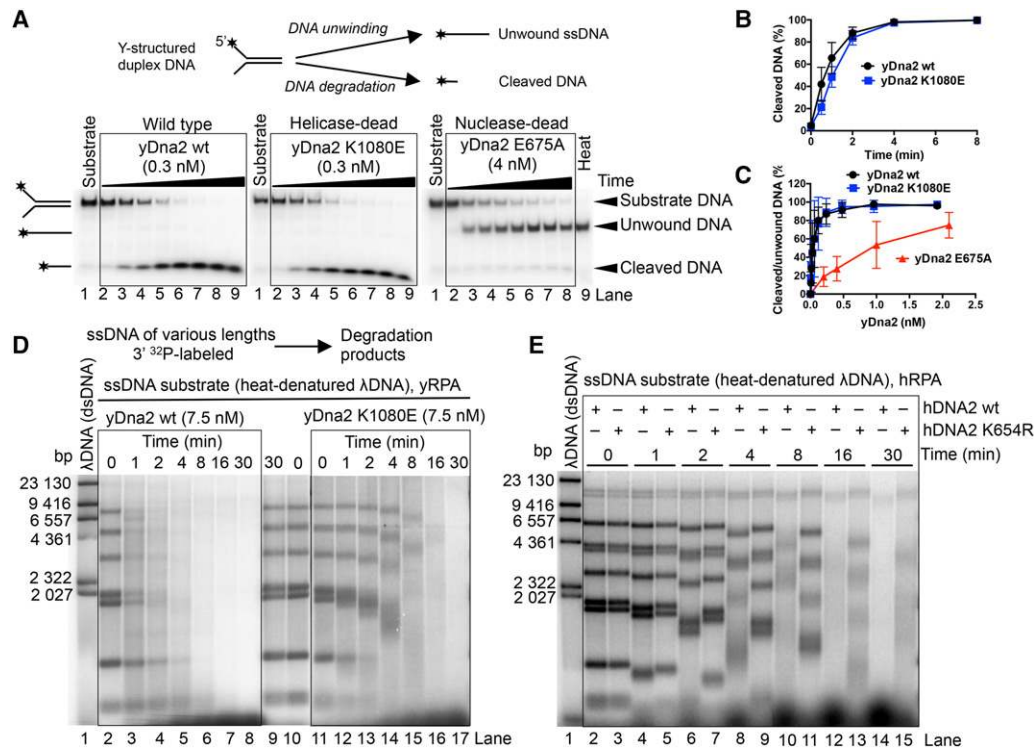 A
Y-structured
duplex DNA
5'
DNA unwinding
Unwound ssDNA
DNA degradation
Cleaved DNA
Substrate
Wild type
yDna2 wt
(0.3 nM)
Substrate
Helicase-dead
yDna2 K1080E
(0.3 nM)
Substrate
Nuclease-dead
yDna2 E675A
(4 nM)
Heat
Time
Substrate DNA
Unwound DNA
Cleaved DNA
1 2 3 4 5 6 7 8 9
1 2 3 4 5 6 7 8 9
1 2 3 4 5 6 7 8 9 Lane
B
Cleaved DNA (%)
100
80
60
40
20
0
yDna2 wt
yDna2 K1080E
0 2 4 6 8
Time (min)
C
Cleaved/unwound DNA (%
yDna2 wt
yDna2 K1080E
100
80
60
40
20
0
yDna2 E675A
0.0 0.5 1.0 1.5 2.0 2.5
yDna2 (nM)
D
ssDNA of various lengths
3' 32P-labeled
Degradation
products
λDNA (dsDNA)
ssDNA substrate (heat-denatured λDNA), yRPA
yDna2 wt (7.5 nM)
yDna2 K1080E (7.5 nM)
Time (min)
Time (min)
bp
0 1 2 4 8 16 30 30 0 0 1 2 4 8 16 30
23 130
9 416
6 557
4 361
2 322
2 027
1 2 3 4 5 6 7 8 9 10 11 12 13 14 15 16 17 Lane
E
λDNA (dsDNA)
ssDNA substrate (heat-denatured λDNA), hRPA
+ – + – + – + – + – + – + – hDNA2 wt
– + – + – + – + – + – + – + hDNA2 K654R
0 1 2 4 8 16 30 Time (min)
bp
23 130
9 416
6 557
4 361
2 322
2 027
1 2 3 4 5 6 7 8 9 10 11 12 13 14 15 Lane